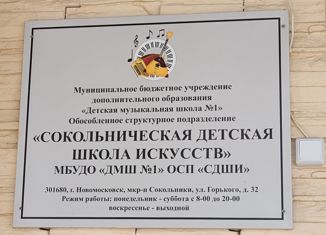 Муниципальное бюджетное учреждение
дополнительного образования
«Детская музыкальная школа №1»
Обособленное структурное подразделение
«СОКОЛЬНИЧЕСКАЯ ДЕТСКАЯ
ШКОЛА ИСКУССТВ»
МБУДО «ДМШ №1» ОСП «СДШИ»
301680, г. Новомосковск, мкр-н Сокольники, ул. Горького, д. 32
Режим работы: понедельник - суббота с 8-00 до 20-00
воскресенье - выходной